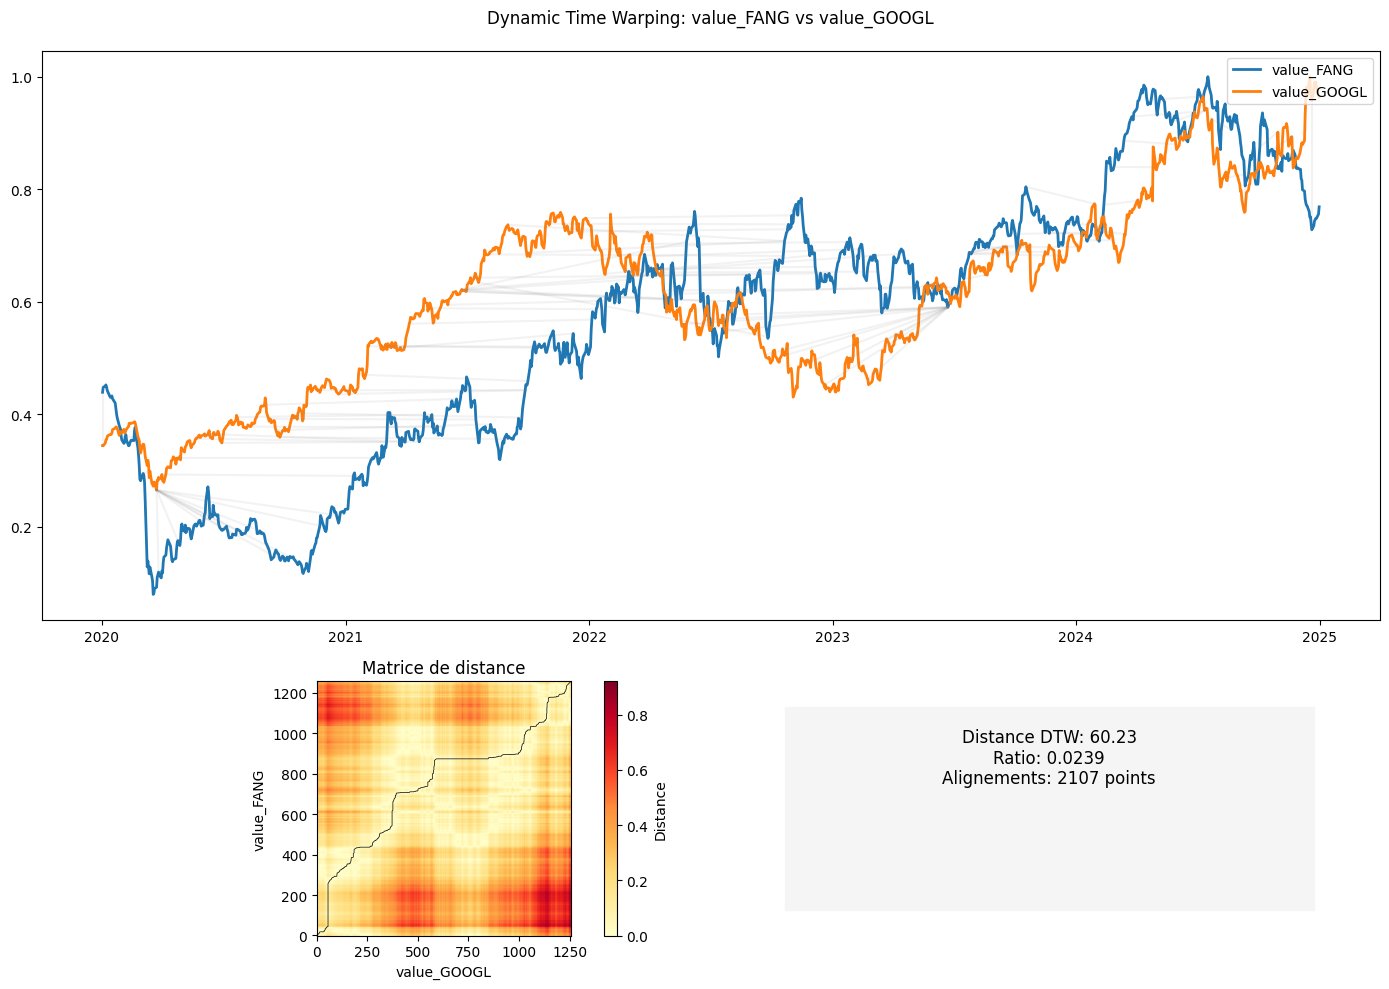 Dynamic Time Warping: value_FANG vs value_GOOGL
value_FANG
value_GOOGL
1.0
0.8
0.6
0.4
0.2
2020 2021 2022 2023 2024 2025
Matrice de distance
value_FANG
1200
1000
800
600
400
200
0
0 250 500 750 1000 1250
value_GOOGL
0.8
0.6
0.4
0.2
0.0
Distance
Distance DTW: 60.23
Ratio: 0.0239
Alignements: 2107 points